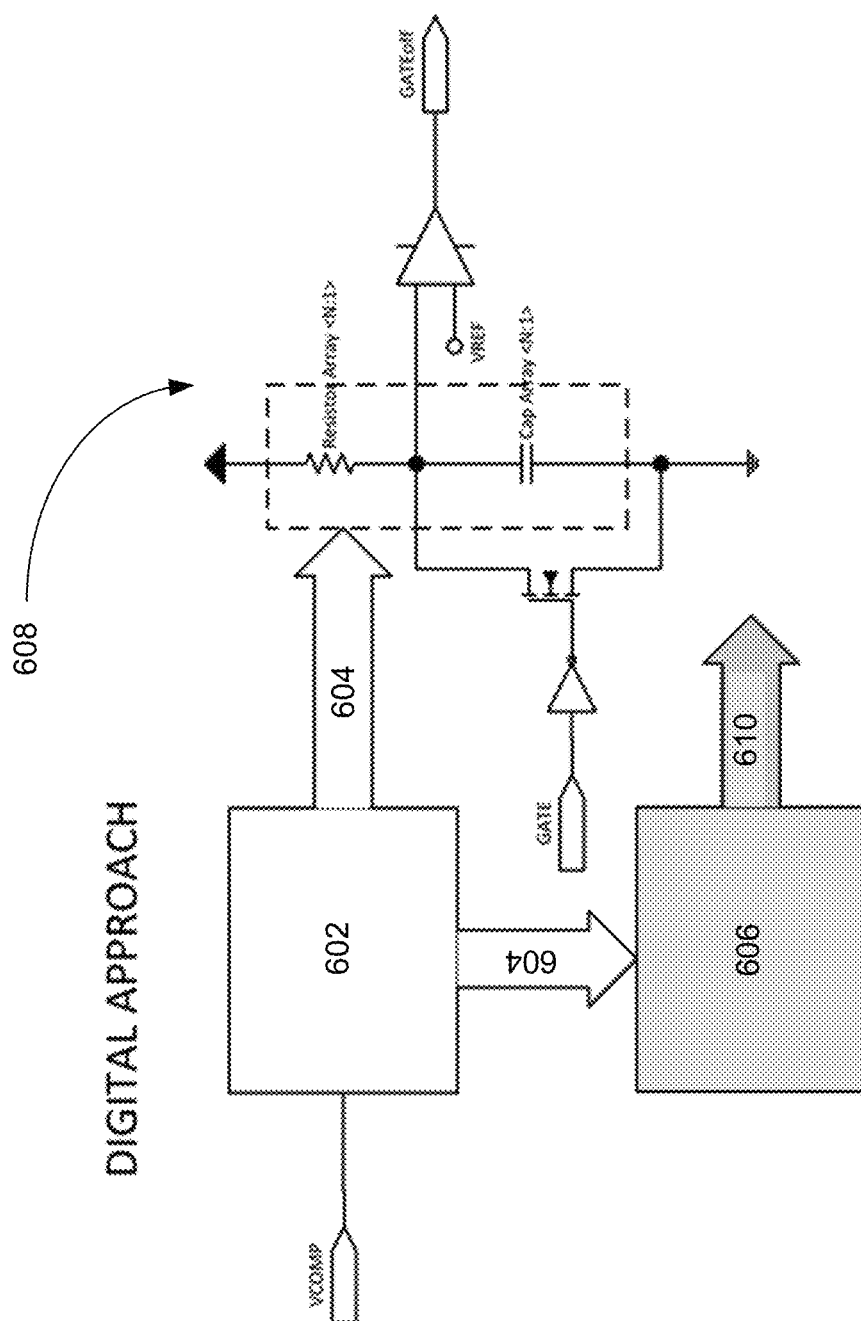 DIGITAL APPROACH
608
VCOMP
602
604
604
606
610
GATE
Resistor Array <N:1>
Cap Array <N:1>
VREF
GATEoff